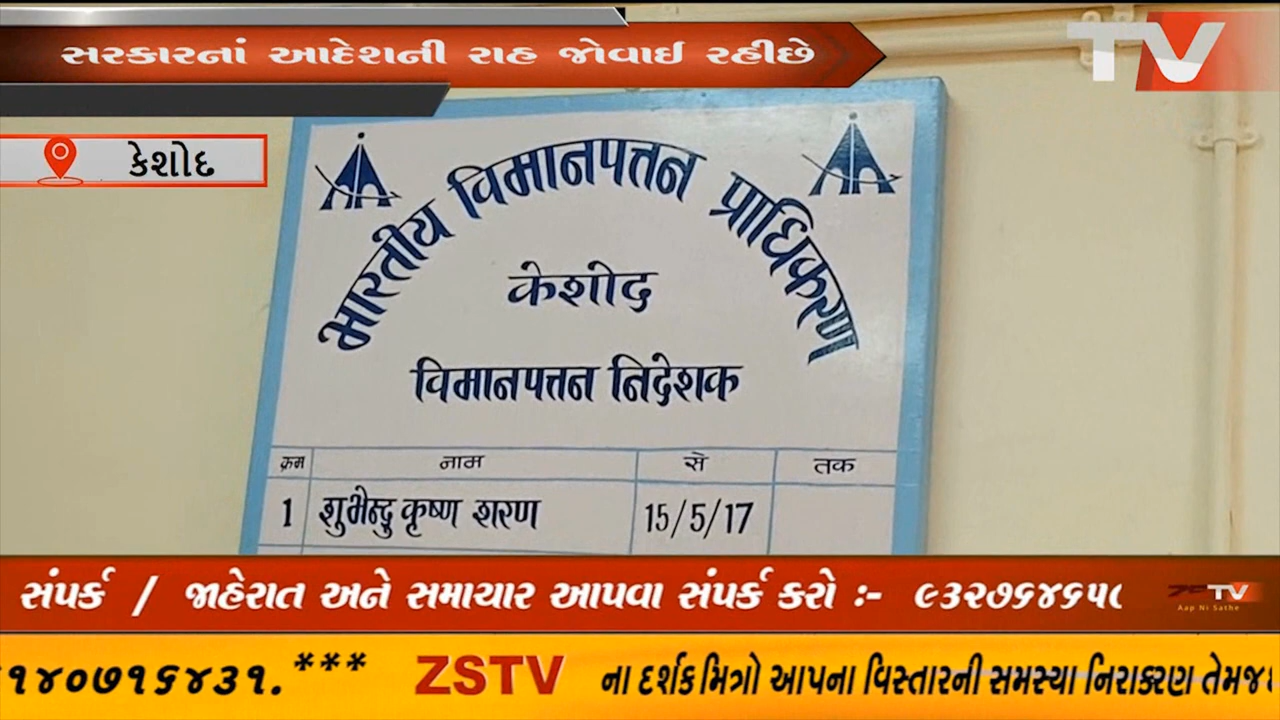 સરકારનાં આદેશની રાહ જોવાઇ રહીછે
TV
કેશોદ
भारतीय विमानपत्तन प्राधिकरण
केशोद
विमानपत्तन निदेशक
क्रम नाम से तक
1 शुभेन्दु कृष्ण शरण 15/5/17
સંપર્ક / જાહેરાત અને સમાચાર આપવા સંપર્ક કરો :- ૯૩૨૭૬૪૬૫૮
TV
Aap Ni Sathe
૧૪૦૭૧૬૪૩૧.*** ZSTV ના દર્શક મિત્રો આપના વિસ્તારની સમસ્યા નિરાકરણ તેમજ